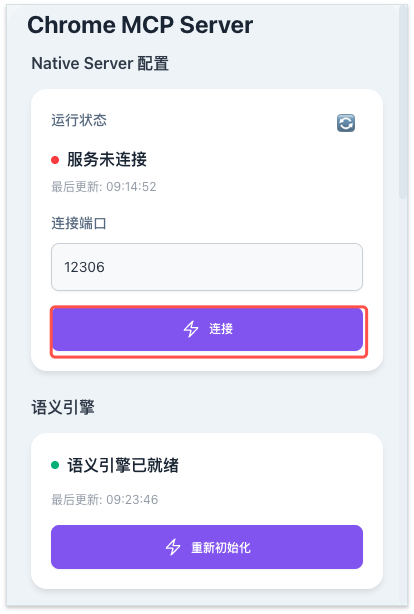 Chrome MCP Server
Native Server 配置
运行状态
服务未连接
最后更新: 09:14:52
连接端口
12306
连接
语义引擎
语义引擎已就绪
最后更新: 09:23:46
重新初始化